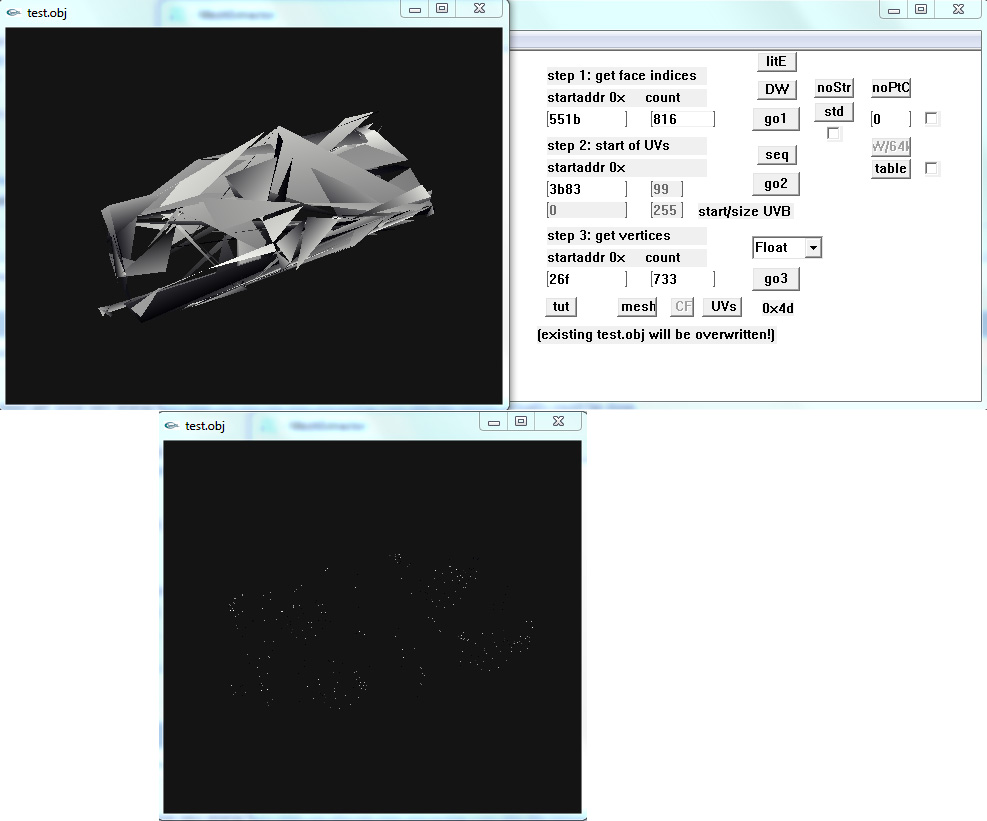 test.obj
litE
step 1: get face indices
DW
noStr
noPtC
startaddr 0x count
std
551b 816
go1
0
step 2: start of UVs
seq
startaddr 0x
table
3b83 99
go2
0 255 start/size UVB
step 3: get vertices
Float
startaddr 0x count
26f 733
go3
tut mesh CF UVs 0x4d
(existing test.obj will be overwritten!)
test.obj